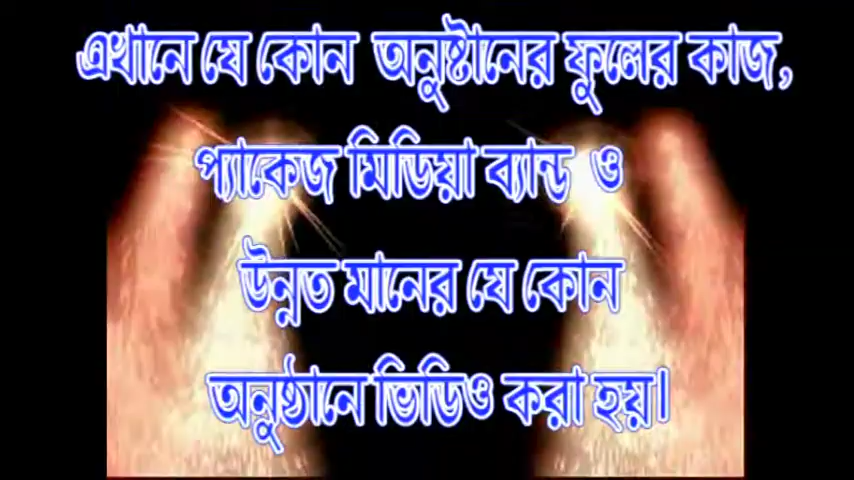 এখানে যে কোন অনুষ্টানের ফুলের কাজ,
প্যাকেজ মিডিয়া ব্যান্ড ও
উন্নত মানের যে কোন
অনুষ্ঠানে ভিডিও করা হয়।